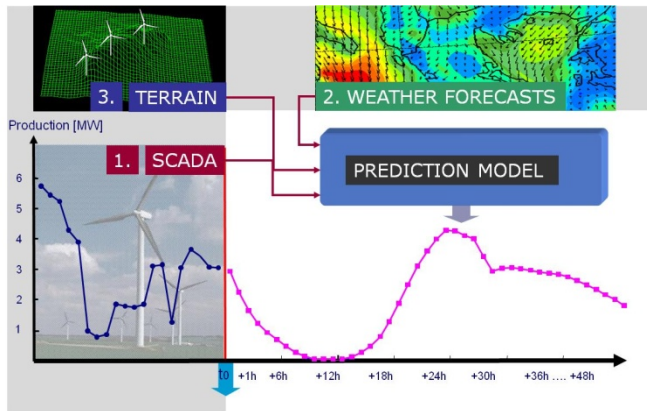 3. TERRAIN
2. WEATHER FORECASTS
Production [MW]
1. SCADA
PREDICTION MODEL
6
5
4
3
2
1
to +1h +6h +12h +18h +24h +30h +36h .... +48h